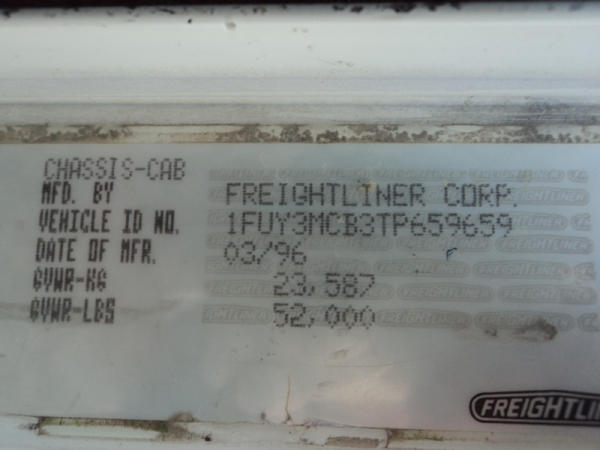 CHASSIS-CAB
MFD. BY FREIGHTLINER CORP.
VEHICLE ID NO. 1FUY3MCB3TP659659
DATE OF MFR. 03/96 F
GVWR-KG 23,587
GVWR-LBS 52,000
FREIGHTLIN